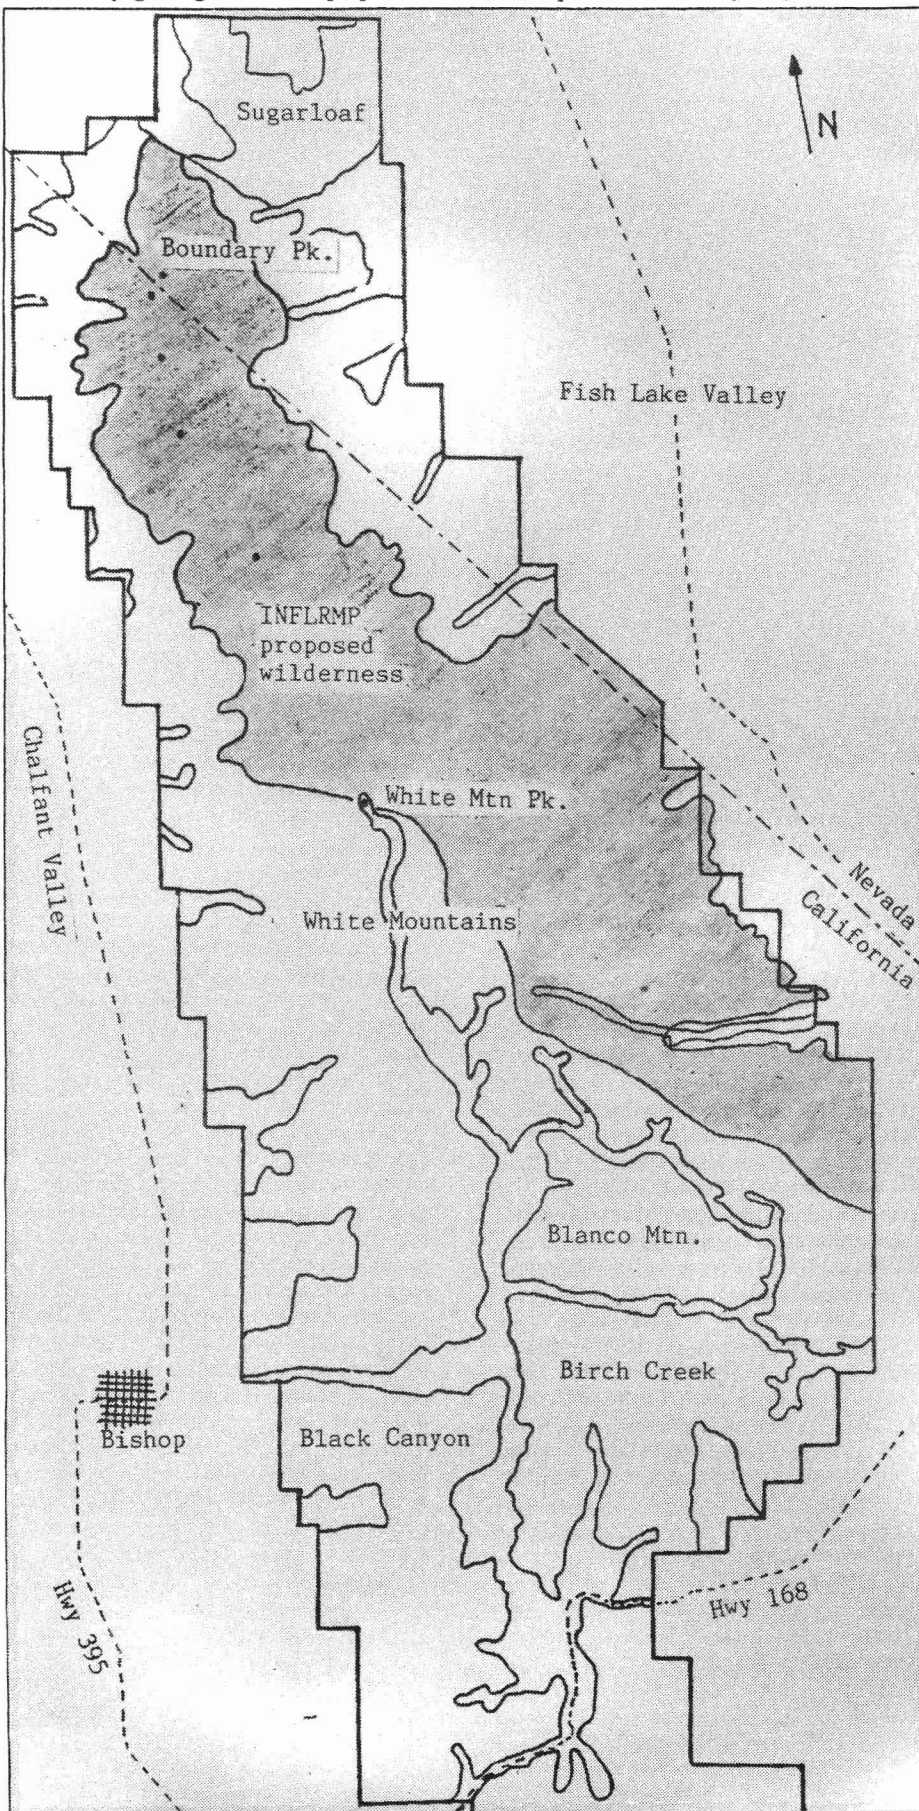 Sugarloaf
N
Boundary Pk.
Fish Lake Valley
INFLRMP
proposed
wilderness
Chalfant Valley
White Mtn Pk.
Nevada
California
White Mountains
Blanco Mtn.
Birch Creek
Bishop
Black Canyon
Hwy 395
Hwy 168